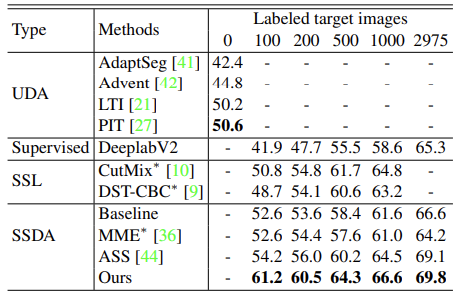 Type Methods Labeled target images
0 100 200 500 1000 2975
UDA
AdaptSeg [41] 42.4 - - - - -
Advent [42] 44.8 - - - - -
LTI [21] 50.2 - - - - -
PIT [27] 50.6 - - - - -
Supervised DeeplabV2 - 41.9 47.7 55.5 58.6 65.3
SSL
CutMix* [10] - 50.8 54.8 61.7 64.8 -
DST-CBC* [9] - 48.7 54.1 60.6 63.2 -
SSDA
Baseline - 52.6 53.6 58.4 61.6 66.6
MME* [36] - 52.6 54.4 57.6 61.0 64.2
ASS [44] - 54.2 56.0 60.2 64.5 69.1
Ours - 61.2 60.5 64.3 66.6 69.8